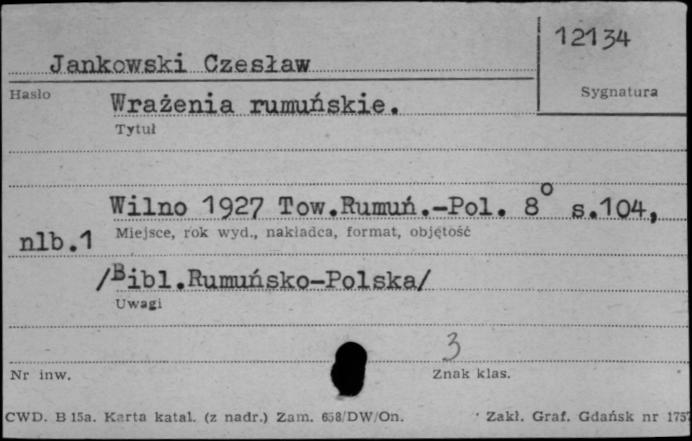 12134
Jankowski Czesław
Hasło
Sygnatura
Wrażenia rumuńskie.
Tytuł
Wilno 1927 Tow.Rumuń.-Pol. 8° s.104,
nlb.1 Miejsce, rok wyd., nakładca, format, objętość
/Bibl.Rumuńsko-Polska/
Uwagi
3
Nr inw.
Znak klas.
CWD. B 15a. Karta katal. (z nadr.) Zam. 658/DW/On.
Zakł. Graf. Gdańsk nr 1757